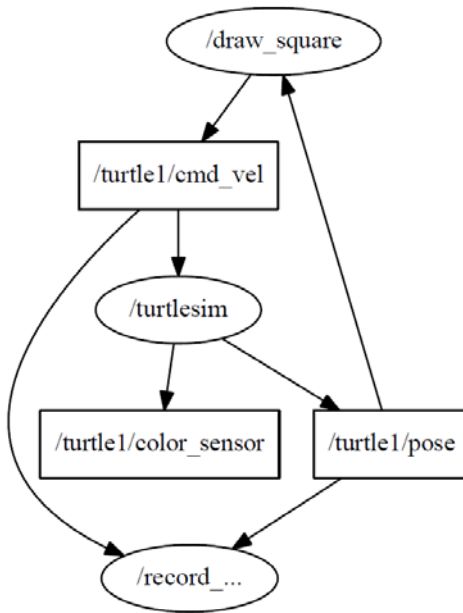 /draw_square
/turtle1/cmd_vel
/turtlesim
/turtle1/color_sensor
/turtle1/pose
/record_...